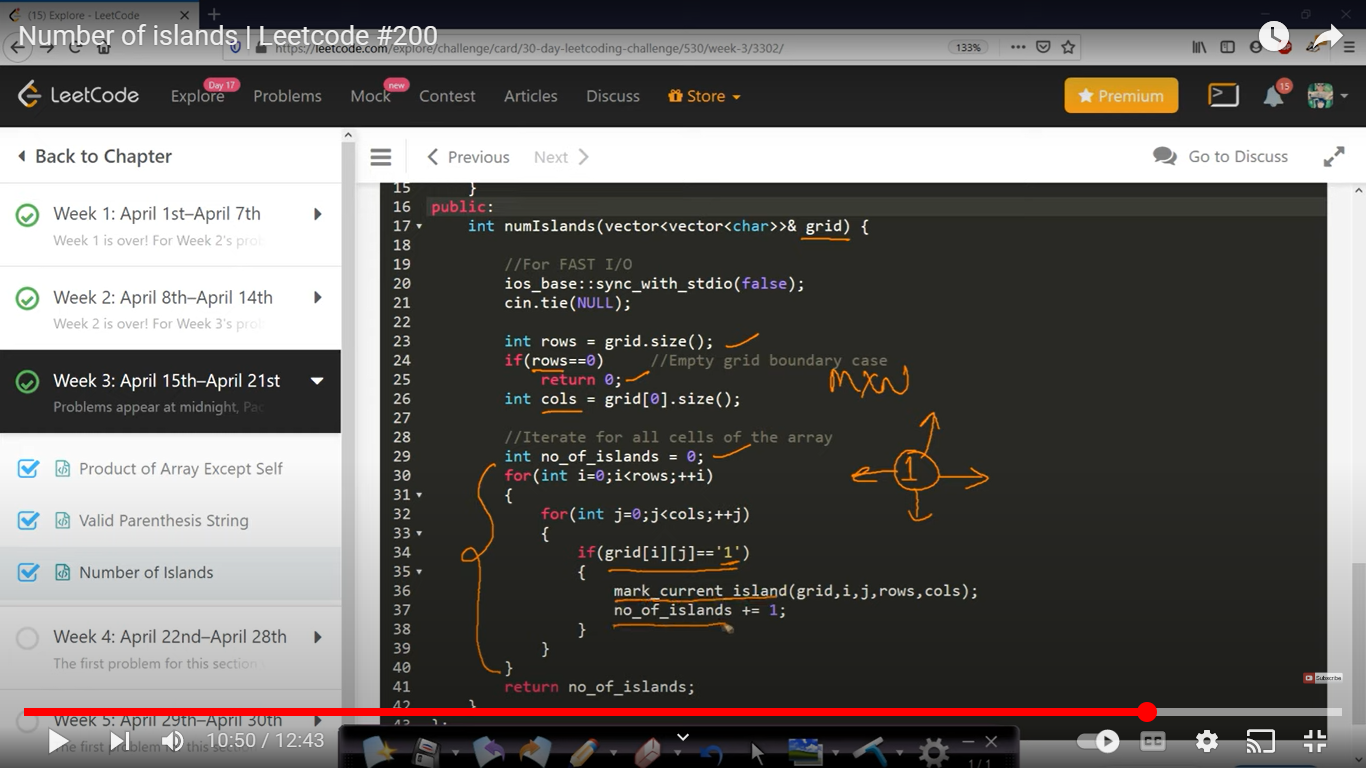 (15) Explore - LeetCode
Number of islands | Leetcode #200
https://leetcode.com/explore/challenge/card/30-day-leetcoding-challenge/530/week-3/3302/
133%
LeetCode
Explore
Day 17
Problems
Mock
new
Contest
Articles
Discuss
Store
Premium
15
Back to Chapter
Previous
Next
Go to Discuss
Week 1: April 1st–April 7th
Week 1 is over! For Week 2's
Week 2: April 8th–April 14th
Week 2 is over! For Week 3's
Week 3: April 15th–April 21st
Problems appear at midnight,
Product of Array Except Self
Valid Parenthesis String
Number of Islands
Week 4: April 22nd–April 28th
The first problem for this section
Week 5: April 29th–April 30th
15 }
16 public:
17 int numIslands(vector<vector<char>>& grid) {
18
19 //For FAST I/O
20 ios_base::sync_with_stdio(false);
21 cin.tie(NULL);
22
23 int rows = grid.size();
24 if(rows==0) //Empty grid boundary case
25 return 0;
26 int cols = grid[0].size();
27
28 //Iterate for all cells of the array
29 int no_of_islands = 0;
30 for(int i=0;i<rows;++i)
31 {
32 for(int j=0;j<cols;++j)
33 {
34 if(grid[i][j]=='1')
35 {
36 mark_current_island(grid,i,j,rows,cols);
37 no_of_islands += 1;
38 }
39 }
40 }
41 return no_of_islands;
42 }
43 };
MXN
1
Subscribe
10:50 / 12:43
CC
1/1